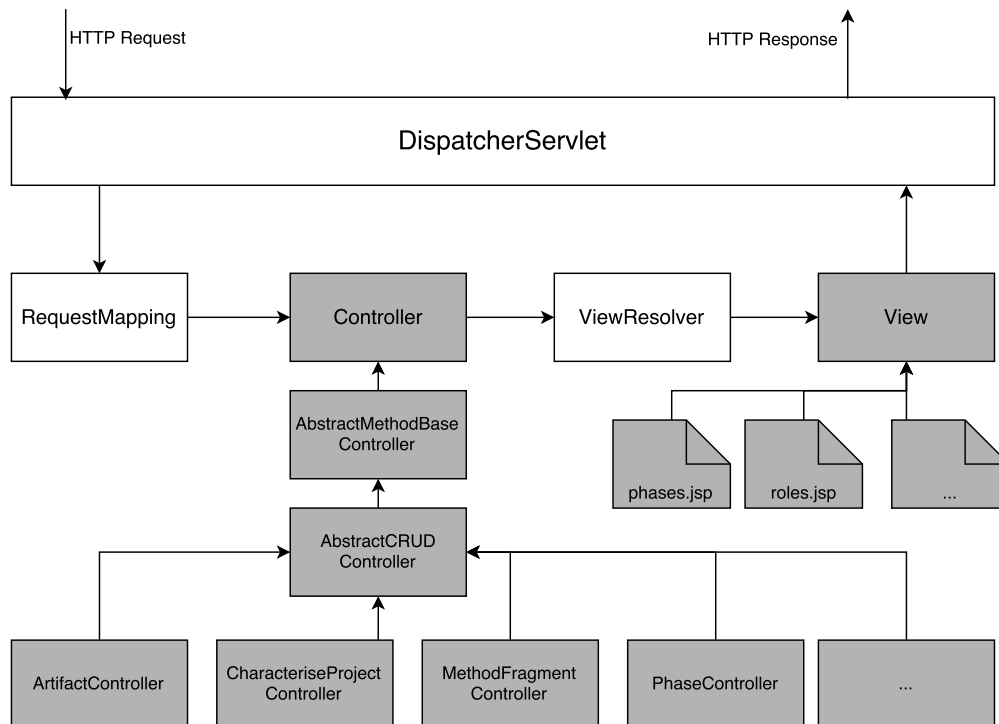 HTTP Request
HTTP Response
DispatcherServlet
RequestMapping
Controller
ViewResolver
View
AbstractMethodBase
Controller
phases.jsp
roles.jsp
...
AbstractCRUD
Controller
ArtifactController
CharacteriseProject
Controller
MethodFragment
Controller
PhaseController
...